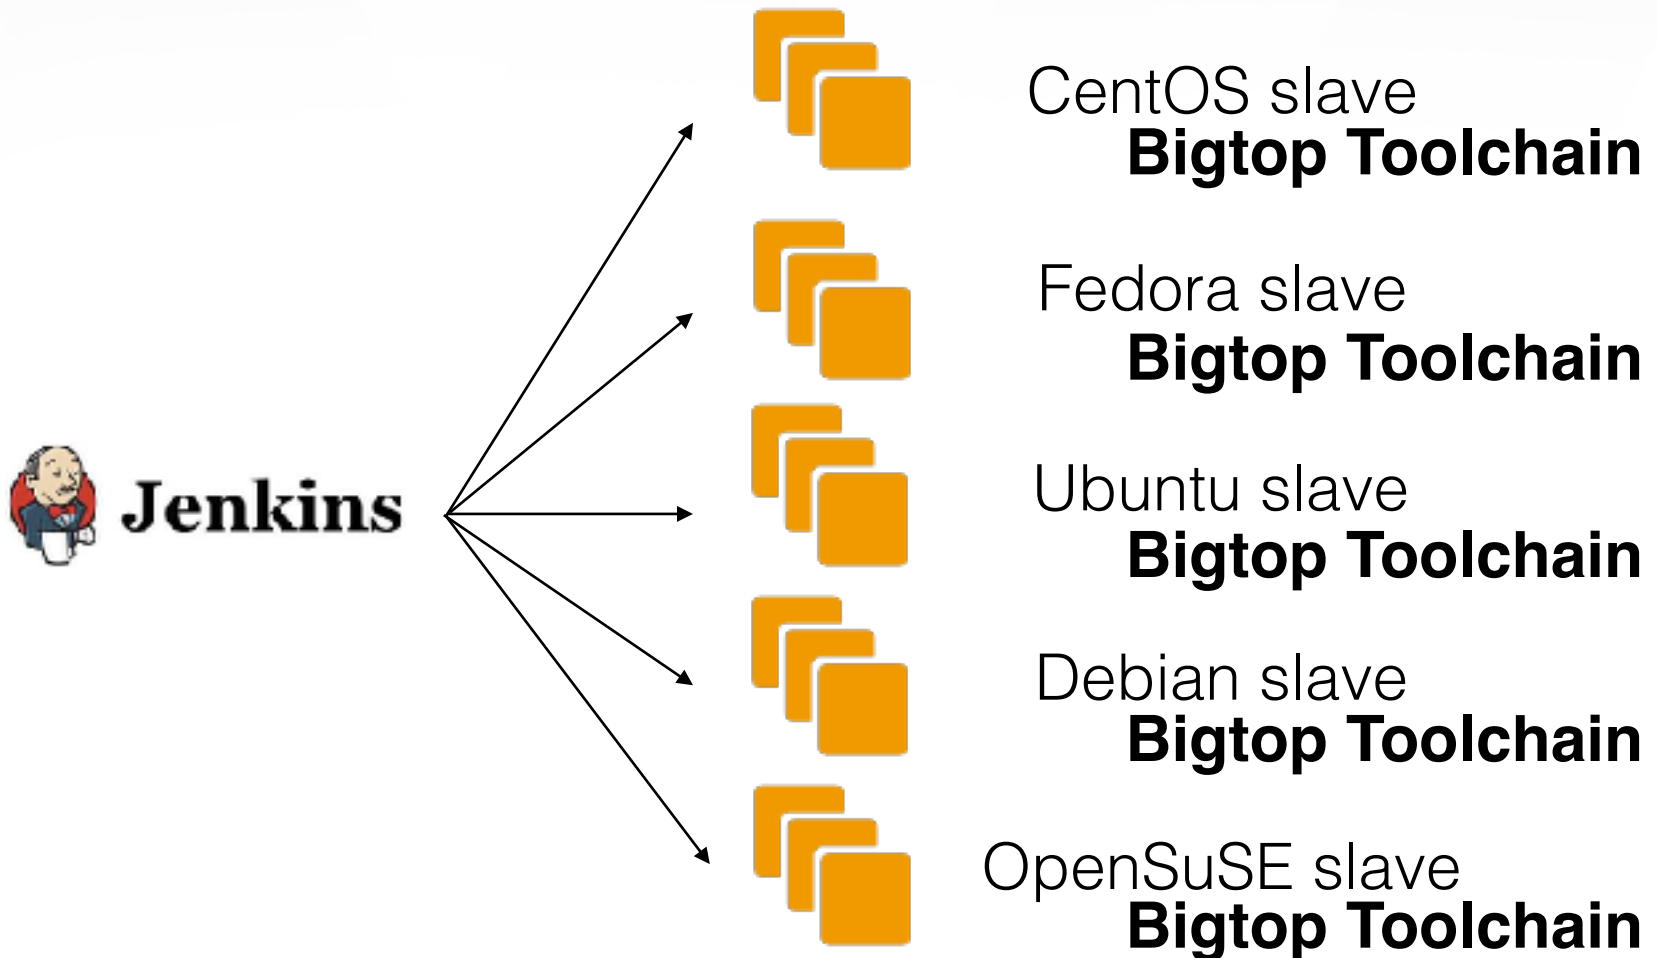 CentOS slave
Bigtop Toolchain
Fedora slave
Bigtop Toolchain
Jenkins
Ubuntu slave
Bigtop Toolchain
Debian slave
Bigtop Toolchain
OpenSuSE slave
Bigtop Toolchain